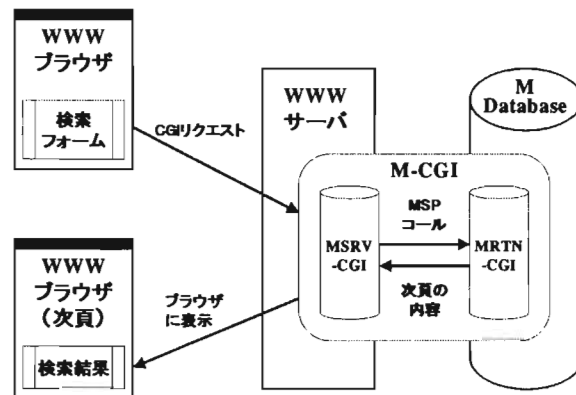 WWW
ブラウザ
検索
フォーム
CGIリクエスト
WWW
サーバ
M
Database
M-CGI
MSRV
-CGI
MSP
コール
MRTN
-CGI
次頁の
内容
WWW
ブラウザ
(次頁)
検索結果
ブラウザ
に表示